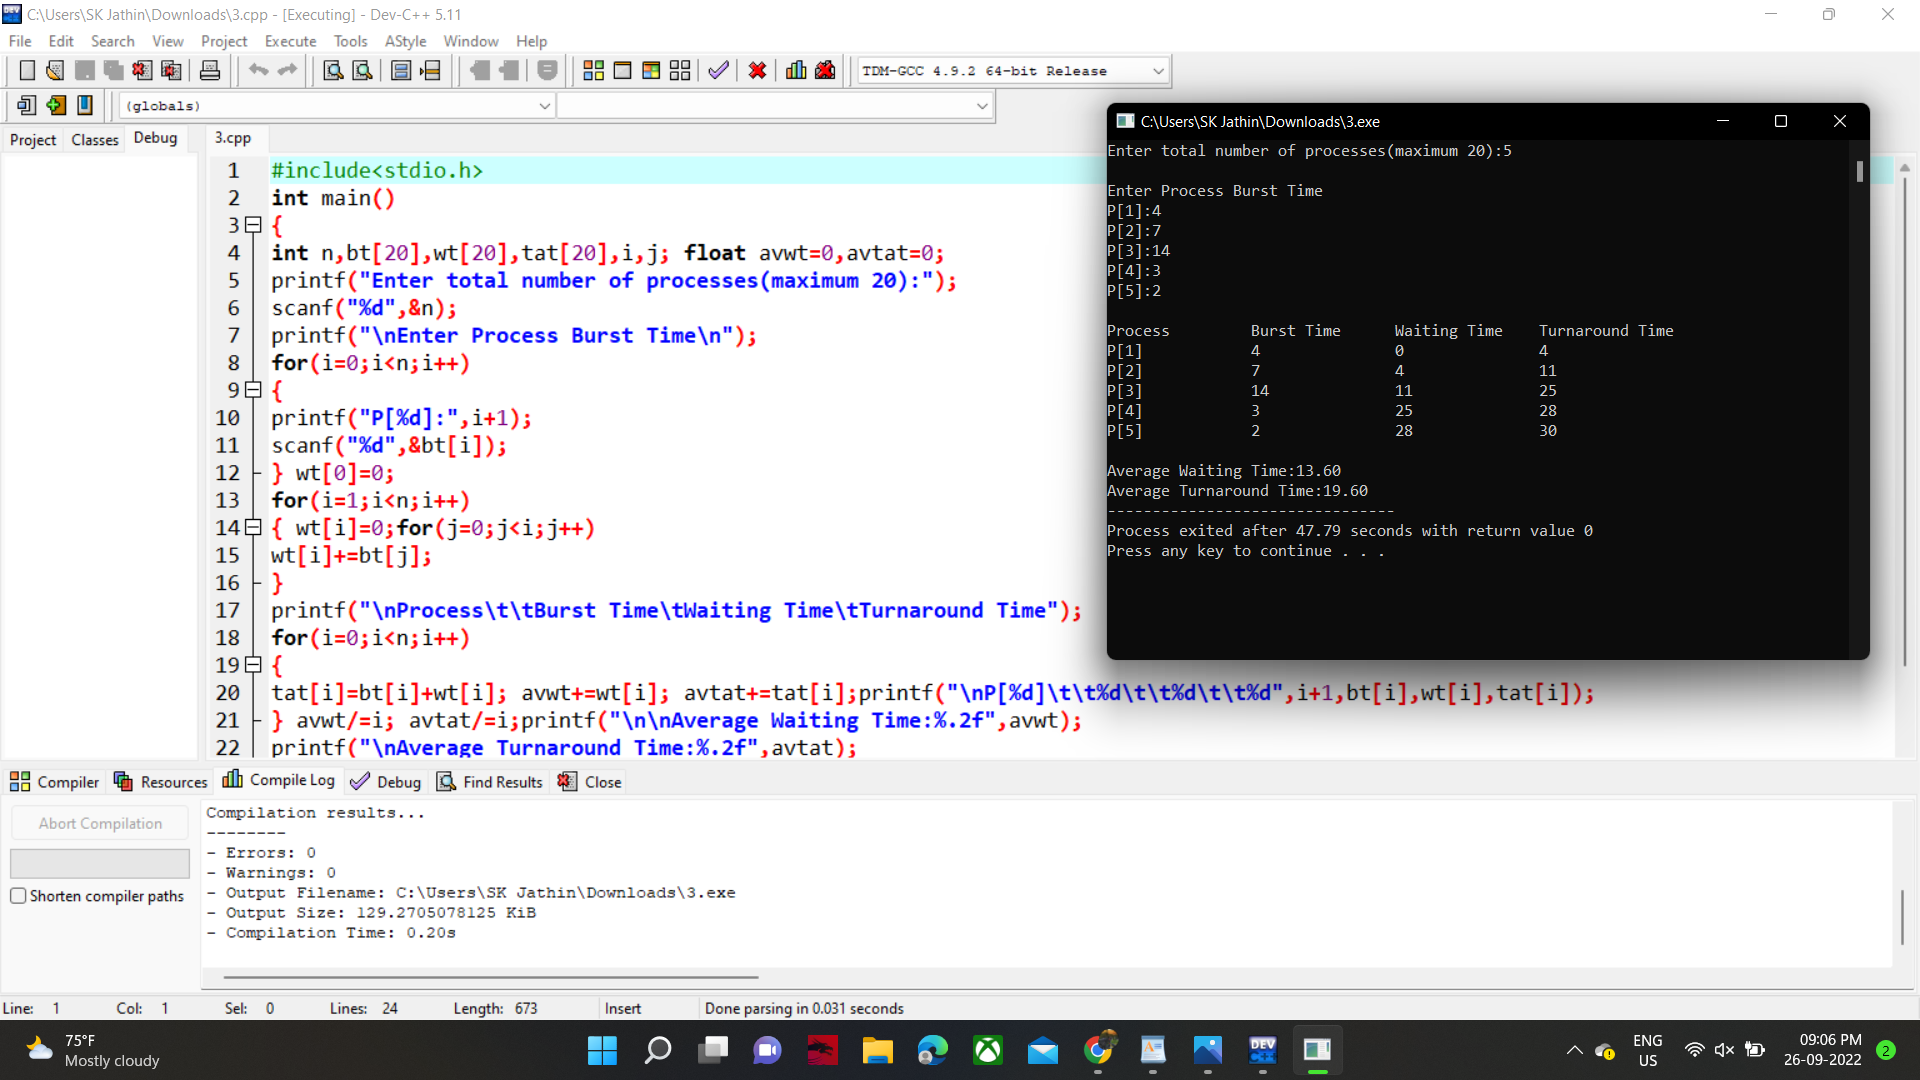 C:\Users\SK Jathin\Downloads\3.cpp - [Executing] - Dev-C++ 5.11
File Edit Search View Project Execute Tools AStyle Window Help
TDM-GCC 4.9.2 64-bit Release
(globals)
Project Classes Debug
3.cpp
1 #include<stdio.h>
2 int main()
3 {
4 int n,bt[20],wt[20],tat[20],i,j; float avwt=0,avtat=0;
5 printf("Enter total number of processes(maximum 20):");
6 scanf("%d",&n);
7 printf("\nEnter Process Burst Time\n");
8 for(i=0;i<n;i++)
9 {
10 printf("P[%d]:",i+1);
11 scanf("%d",&bt[i]);
12 } wt[0]=0;
13 for(i=1;i<n;i++)
14 { wt[i]=0;for(j=0;j<i;j++)
15 wt[i]+=bt[j];
16 }
17 printf("\nProcess\t\tBurst Time\tWaiting Time\tTurnaround Time");
18 for(i=0;i<n;i++)
19 {
20 tat[i]=bt[i]+wt[i]; avwt+=wt[i]; avtat+=tat[i];printf("\nP[%d]\t\t%d\t\t%d\t\t%d",i+1,bt[i],wt[i],tat[i]);
21 } avwt/=i; avtat/=i;printf("\n\nAverage Waiting Time:%.2f",avwt);
22 printf("\nAverage Turnaround Time:%.2f",avtat);
C:\Users\SK Jathin\Downloads\3.exe
Enter total number of processes(maximum 20):5
Enter Process Burst Time
P[1]:4
P[2]:7
P[3]:14
P[4]:3
P[5]:2
Process Burst Time Waiting Time Turnaround Time
P[1] 4 0 4
P[2] 7 4 11
P[3] 14 11 25
P[4] 3 25 28
P[5] 2 28 30
Average Waiting Time:13.60
Average Turnaround Time:19.60
--------------------------------
Process exited after 47.79 seconds with return value 0
Press any key to continue . . .
Compiler Resources Compile Log Debug Find Results Close
Abort Compilation
Shorten compiler paths
Compilation results...
--------
- Errors: 0
- Warnings: 0
- Output Filename: C:\Users\SK Jathin\Downloads\3.exe
- Output Size: 129.2705078125 KiB
- Compilation Time: 0.20s
Line: 1 Col: 1 Sel: 0 Lines: 24 Length: 673 Insert Done parsing in 0.031 seconds
75°F
Mostly cloudy
DEV C++
ENG
US
09:06 PM
26-09-2022
2